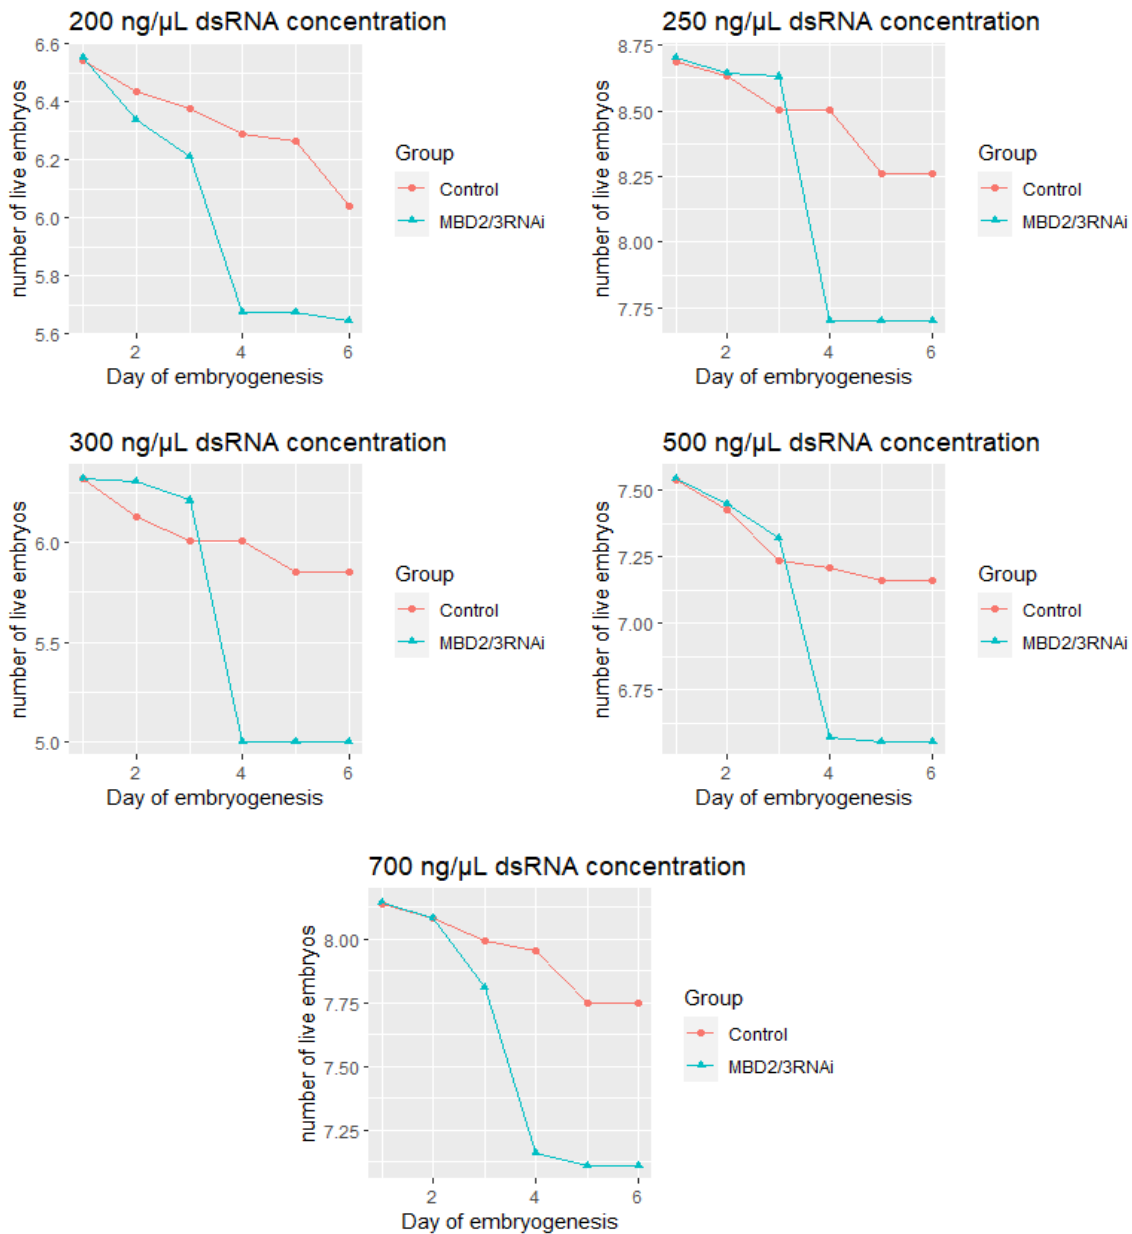 200 ng/µL dsRNA concentration
number of live embryos
6.6
6.4
6.2
6.0
5.8
5.6
2
4
6
Day of embryogenesis
Group
Control
MBD2/3RNAi
250 ng/µL dsRNA concentration
number of live embryos
8.75
8.50
8.25
8.00
7.75
2
4
6
Day of embryogenesis
Group
Control
MBD2/3RNAi
300 ng/µL dsRNA concentration
number of live embryos
6.0
5.5
5.0
2
4
6
Day of embryogenesis
Group
Control
MBD2/3RNAi
500 ng/µL dsRNA concentration
number of live embryos
7.50
7.25
7.00
6.75
2
4
6
Day of embryogenesis
Group
Control
MBD2/3RNAi
700 ng/µL dsRNA concentration
number of live embryos
8.00
7.75
7.50
7.25
2
4
6
Day of embryogenesis
Group
Control
MBD2/3RNAi